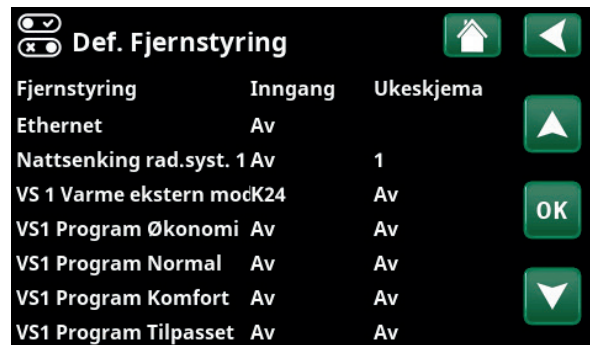 Def. Fjernstyring
Fjernstyring Inngang Ukeskjema
Ethernet Av
Nattsenking rad.syst. 1 Av 1
VS 1 Varme ekstern mod K24 Av
OK
VS1 Program Økonomi Av Av
VS1 Program Normal Av Av
VS1 Program Komfort Av Av
VS1 Program Tilpasset Av Av